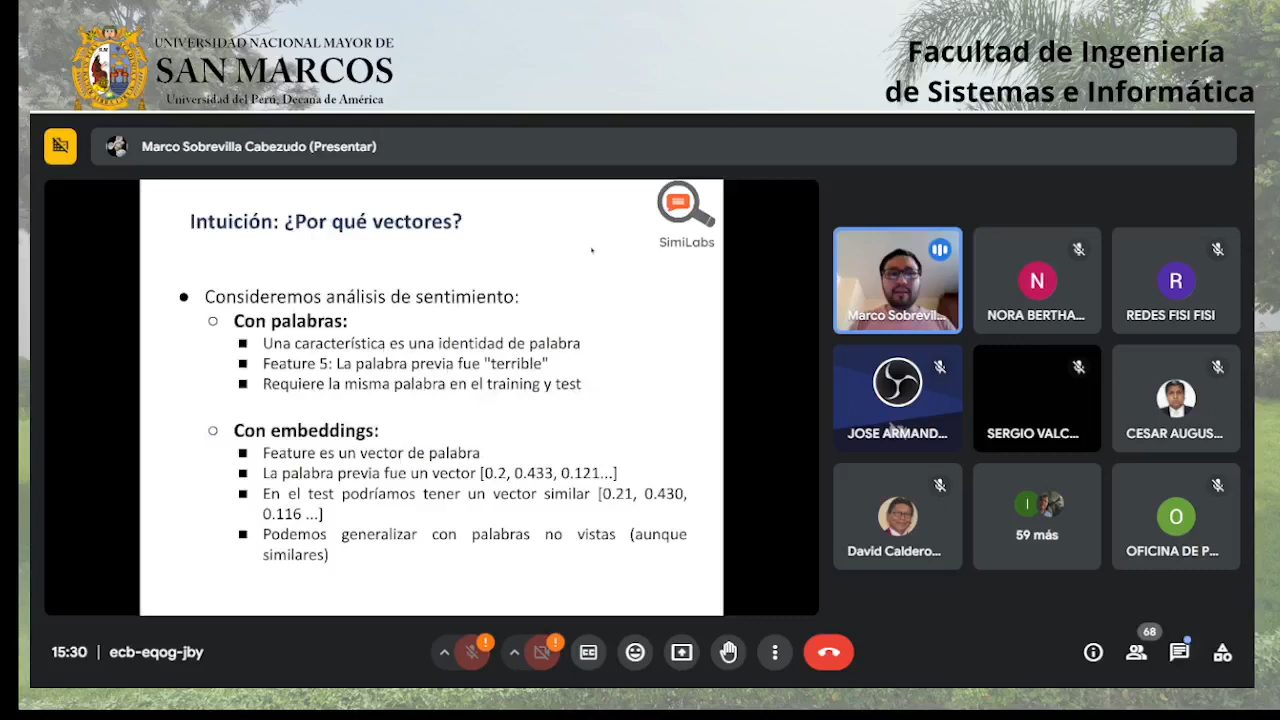 UNIVERSIDAD NACIONAL MAYOR DE
SAN MARCOS
Universidad del Perú, Decana de América
Facultad de Ingeniería
de Sistemas e Informática
Marco Sobrevilla Cabezudo (Presentar)
Intuición: ¿Por qué vectores?
SimiLabs
● Consideremos análisis de sentimiento:
○ Con palabras:
■ Una característica es una identidad de palabra
■ Feature 5: La palabra previa fue "terrible"
■ Requiere la misma palabra en el training y test
○ Con embeddings:
■ Feature es un vector de palabra
■ La palabra previa fue un vector [0.2, 0.433, 0.121...]
■ En el test podríamos tener un vector similar [0.21, 0.430,
0.116 ...]
■ Podemos generalizar con palabras no vistas (aunque
similares)
Marco Sobrevil...
N
NORA BERTHA...
R
REDES FISI FISI
JOSE ARMAND...
SERGIO VALC...
CESAR AUGUS...
David Caldero...
I
59 más
O
OFICINA DE P...
15:30 | ecb-eqog-jby
68